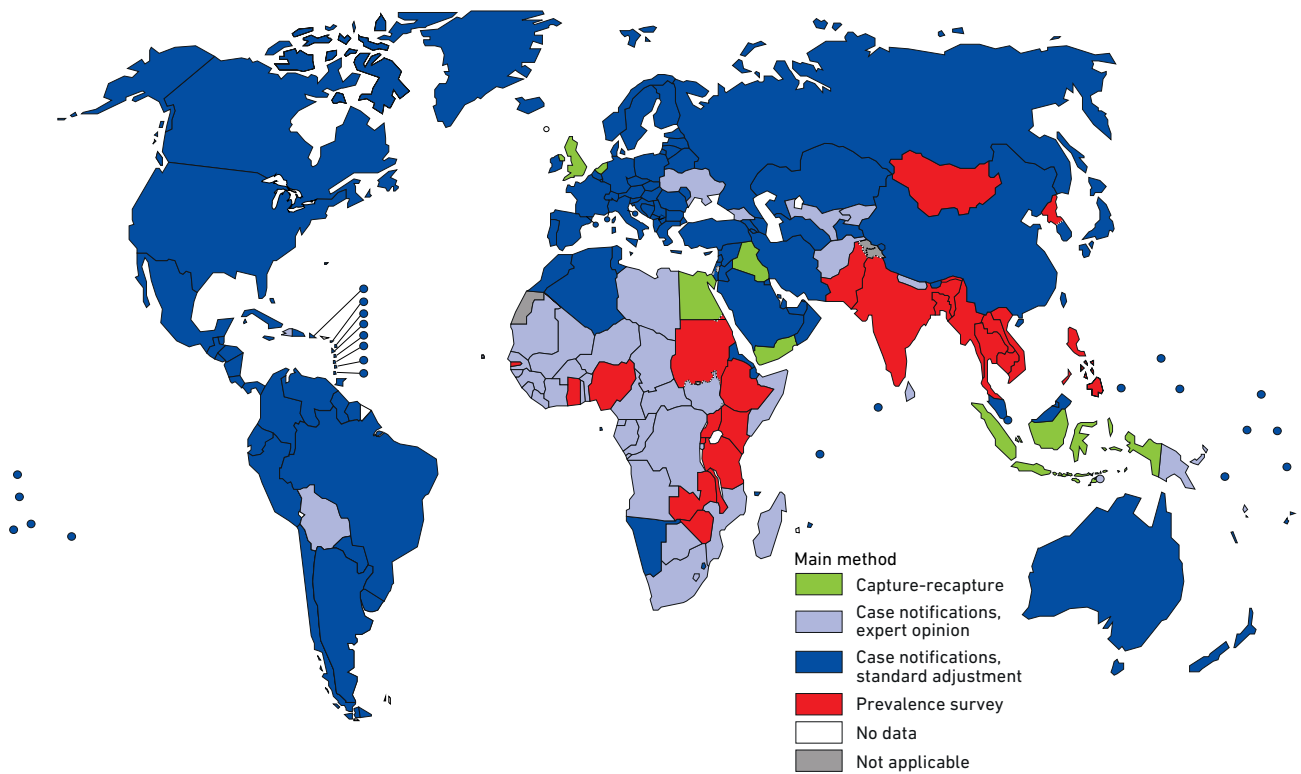 Main method
Capture-recapture
Case notifications,
expert opinion
Case notifications,
standard adjustment
Prevalence survey
No data
Not applicable